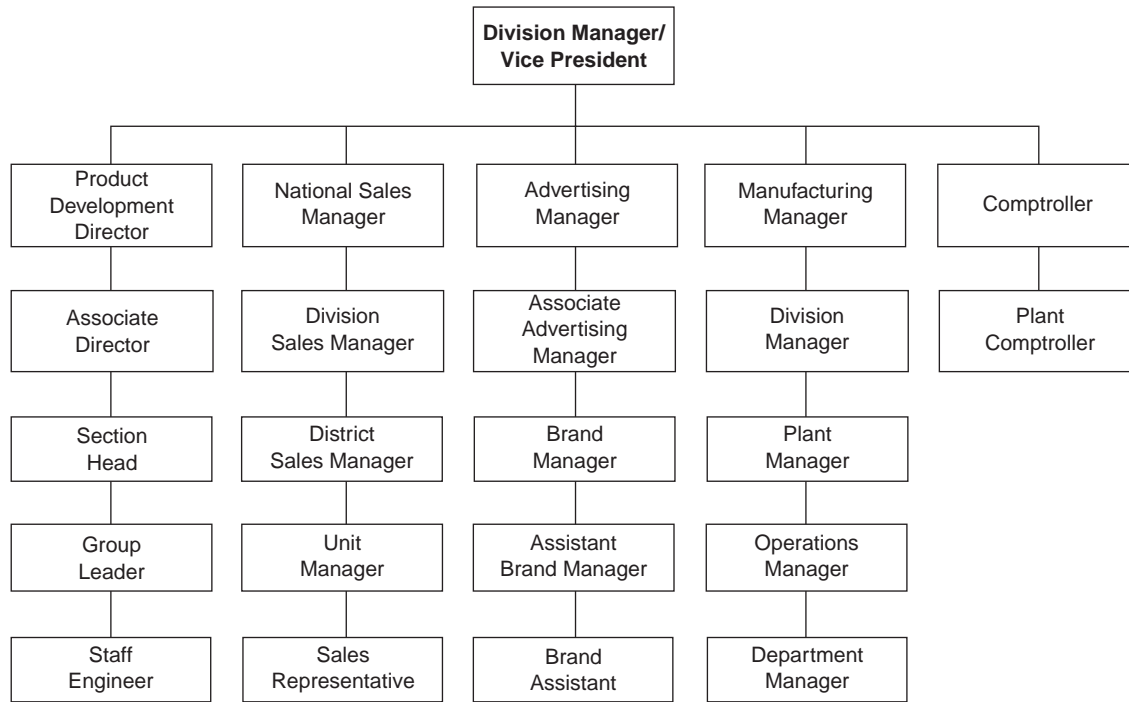 Division Manager/
Vice President
Product
Development
Director
National Sales
Manager
Advertising
Manager
Manufacturing
Manager
Comptroller
Associate
Director
Division
Sales Manager
Associate
Advertising
Manager
Division
Manager
Plant
Comptroller
Section
Head
District
Sales Manager
Brand
Manager
Plant
Manager
Group
Leader
Unit
Manager
Assistant
Brand Manager
Operations
Manager
Staff
Engineer
Sales
Representative
Brand
Assistant
Department
Manager